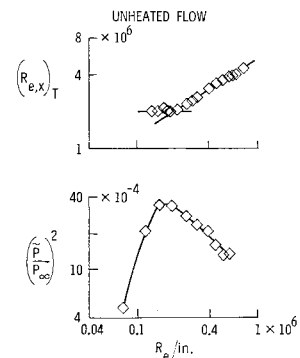 UNHEATED FLOW
8 × 10⁶
(Rₑ,ₓ)_T
4
1
40 × 10⁻⁴
(P̃/P∞)²
10
4
0.04 0.1 0.4 1 × 10⁶
Rₑ/in.